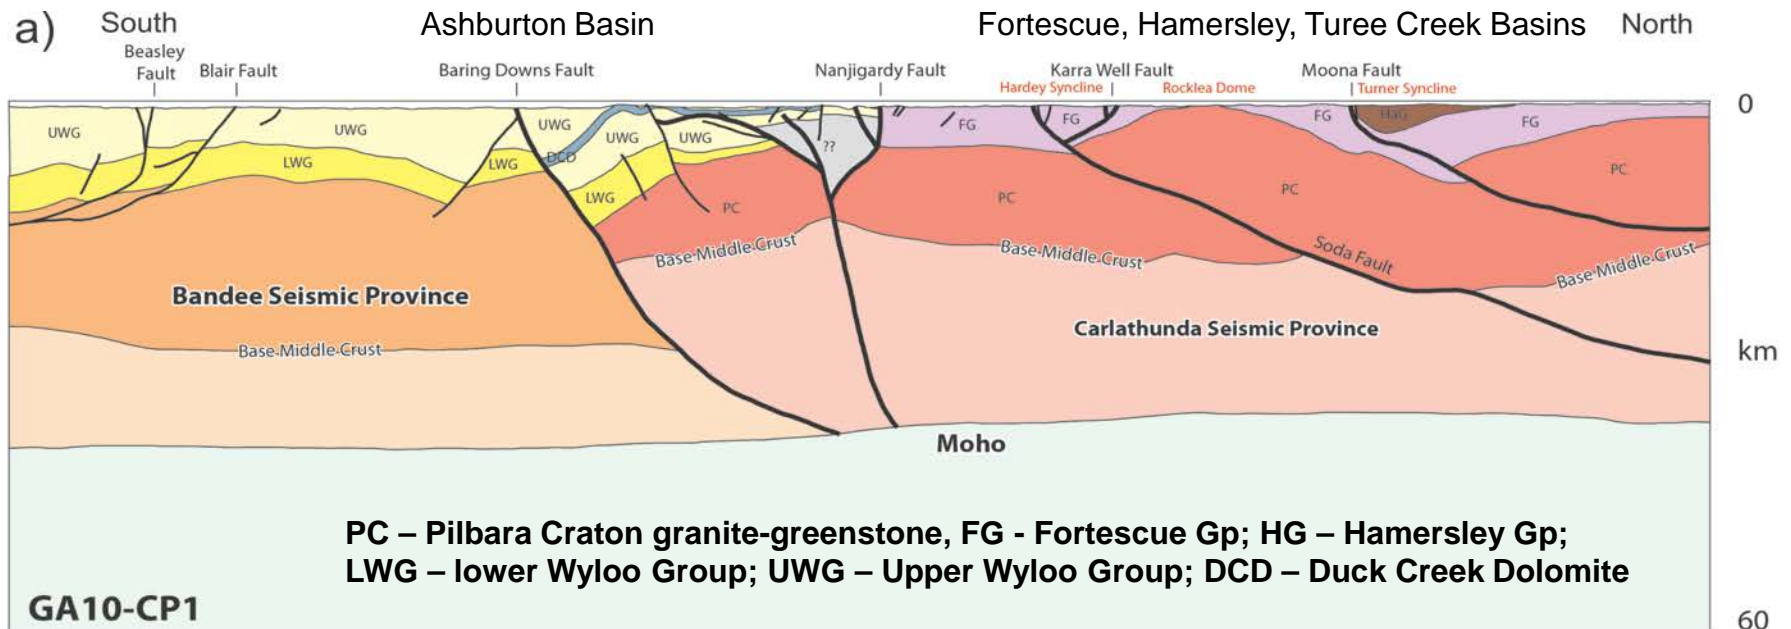 a)
South
Ashburton Basin
Fortescue, Hamersley, Turee Creek Basins
North
Beasley
Fault
Blair Fault
Baring Downs Fault
Nanjigardy Fault
Karra Well Fault
Moona Fault
Hardey Syncline
Rocklea Dome
Turner Syncline
0
UWG
UWG
UWG
UWG
UWG
??
FG
FG
FG
HaG
FG
LWG
LWG
DCD
LWG
PC
PC
PC
PC
Base Middle Crust
Base Middle Crust
Soda Fault
Base Middle Crust
Bandee Seismic Province
Carlathunda Seismic Province
Base Middle Crust
km
Moho
PC – Pilbara Craton granite-greenstone, FG - Fortescue Gp; HG – Hamersley Gp;
LWG – lower Wyloo Group; UWG – Upper Wyloo Group; DCD – Duck Creek Dolomite
GA10-CP1
60